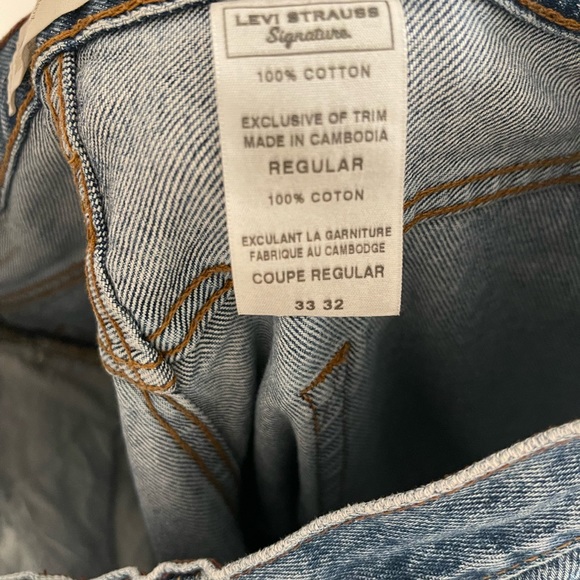 LEVI STRAUSS
Signature.
100% COTTON
EXCLUSIVE OF TRIM
MADE IN CAMBODIA
REGULAR
100% COTON
EXCULANT LA GARNITURE
FABRIQUE AU CAMBODGE
COUPE REGULAR
33 32